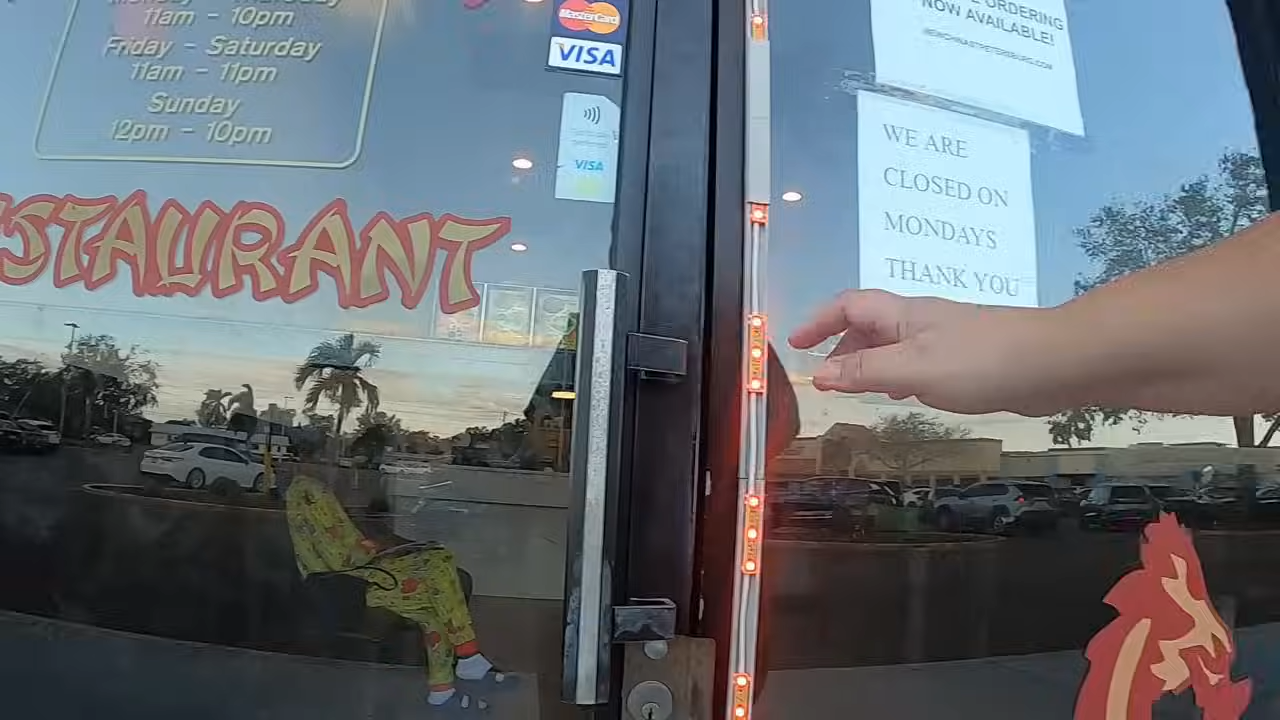 11am - 10pm
Friday - Saturday
11am - 11pm
Sunday
12pm - 10pm
STAURANT
MasterCard
VISA
VISA
ORDERING
NOW AVAILABLE!
WE ARE
CLOSED ON
MONDAYS
THANK YOU